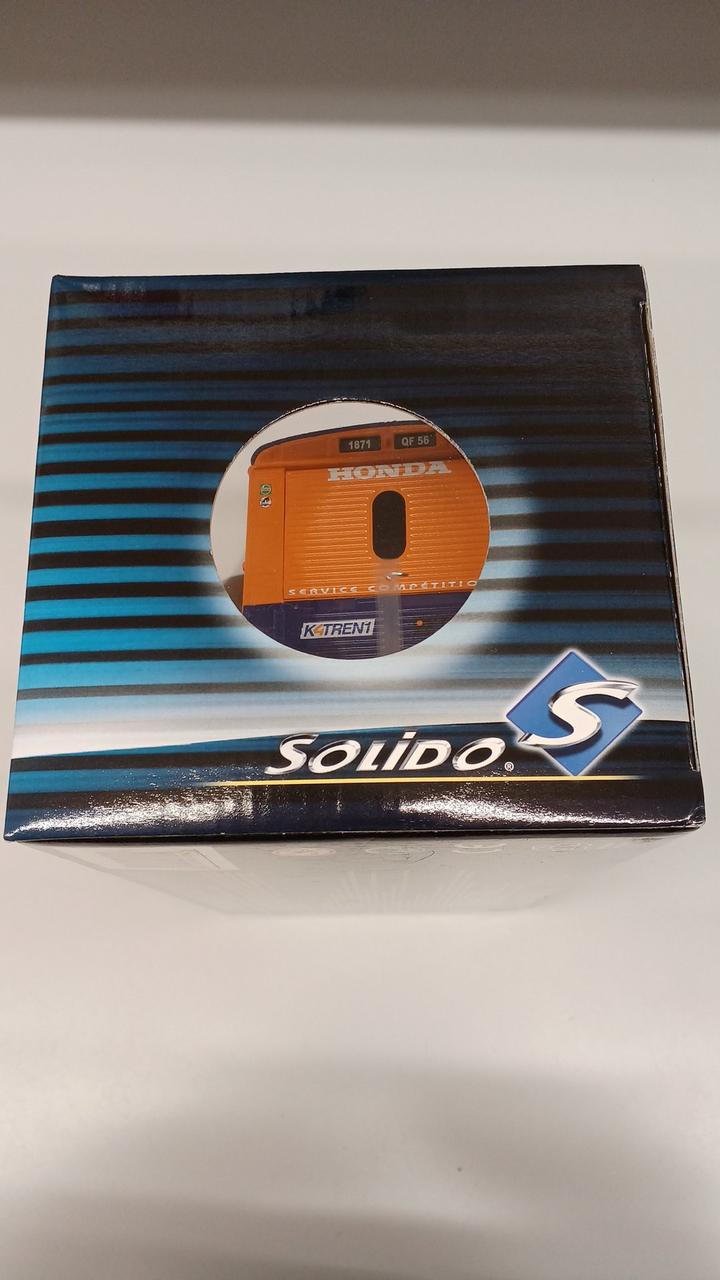 1871 QF 56
HONDA
SERVICE COMPÉTITIO
K4TREN1
SOLIDO®
S